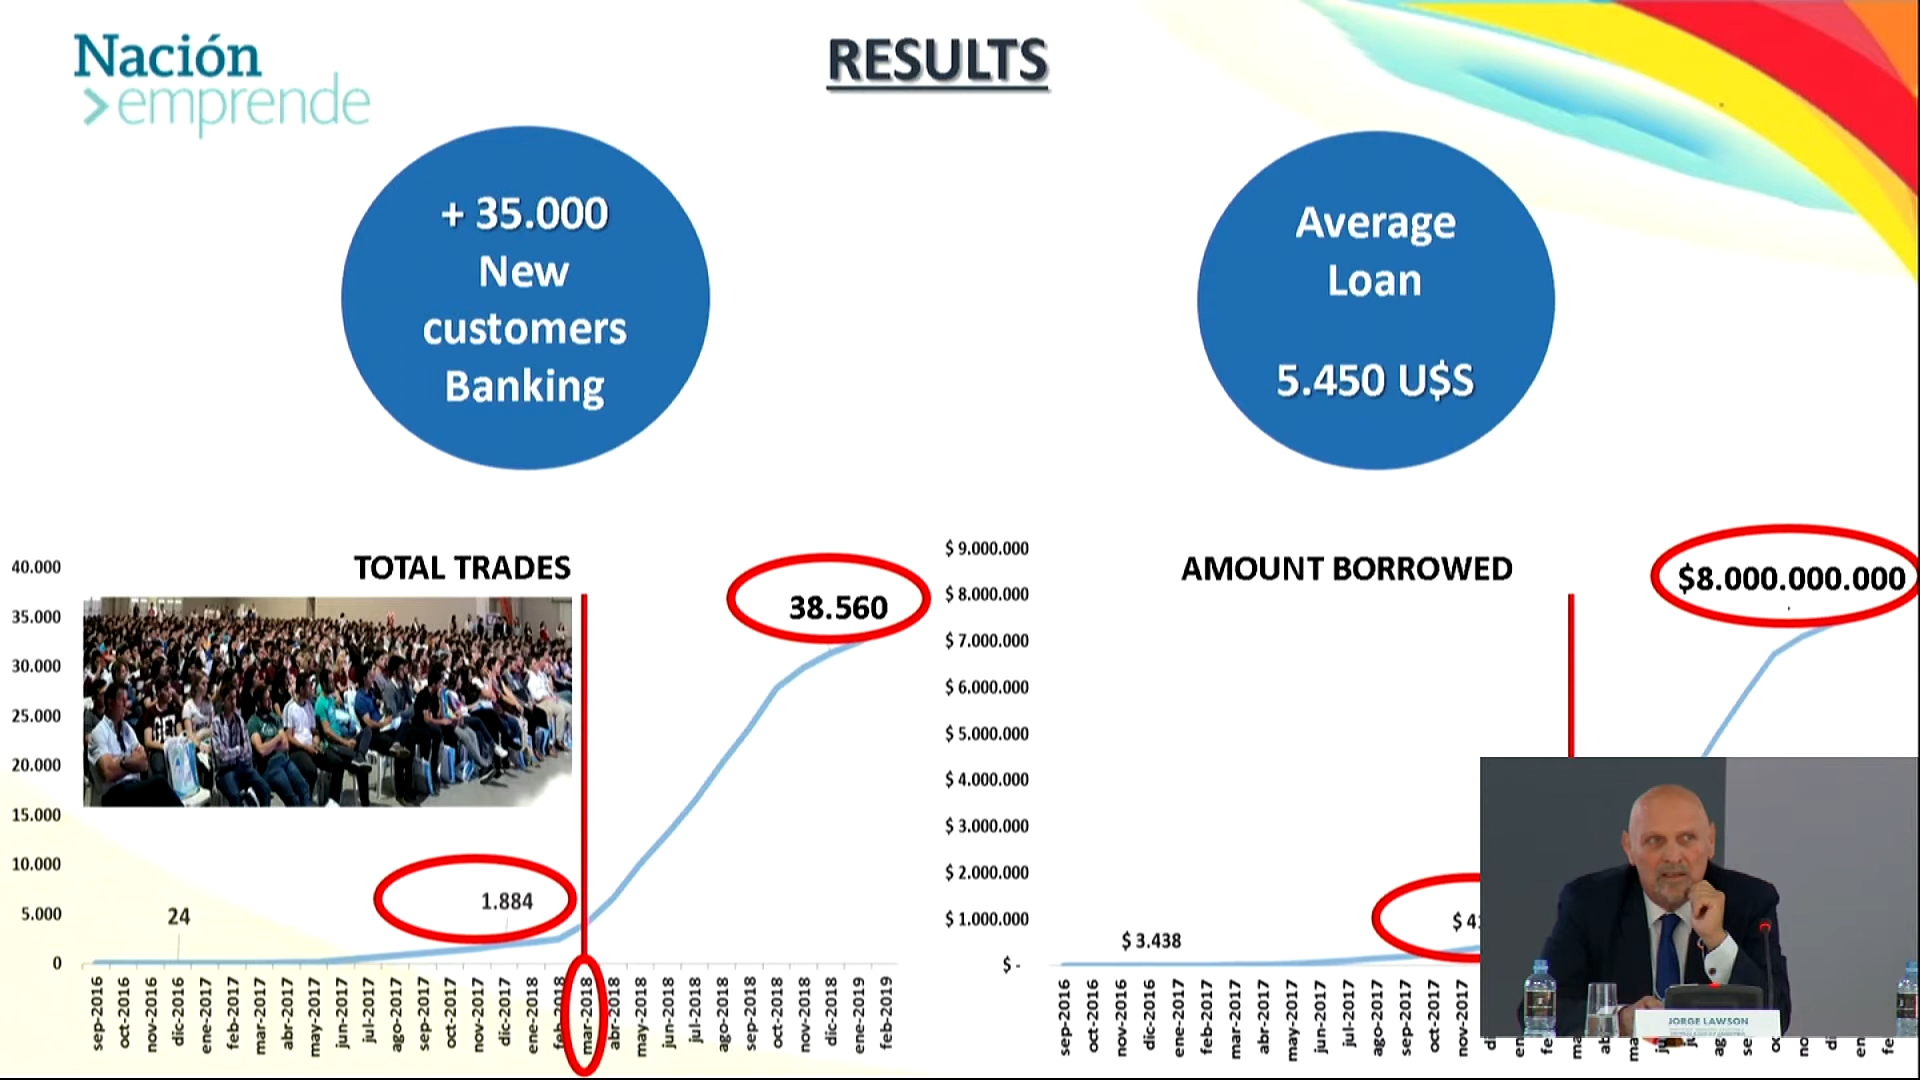 Nación
>emprende
RESULTS
+ 35.000
New
customers
Banking
Average
Loan
5.450 U$S
TOTAL TRADES
40.000
35.000
30.000
25.000
20.000
15.000
10.000
5.000
0
24
1.884
38.560
sep-2016
oct-2016
nov-2016
dic-2016
ene-2017
feb-2017
mar-2017
abr-2017
may-2017
jun-2017
jul-2017
ago-2017
sep-2017
oct-2017
nov-2017
dic-2017
ene-2018
feb-2018
mar-2018
abr-2018
may-2018
jun-2018
jul-2018
ago-2018
sep-2018
oct-2018
nov-2018
dic-2018
ene-2019
feb-2019
AMOUNT BORROWED
$ 9.000.000
$ 8.000.000
$ 7.000.000
$ 6.000.000
$ 5.000.000
$ 4.000.000
$ 3.000.000
$ 2.000.000
$ 1.000.000
$ -
$ 3.438
$8.000.000.000
sep-2016
oct-2016
nov-2016
dic-2016
ene-2017
feb-2017
mar-2017
abr-2017
may-2017
jun-2017
jul-2017
ago-2017
sep-2017
oct-2017
nov-2017
JORGE LAWSON